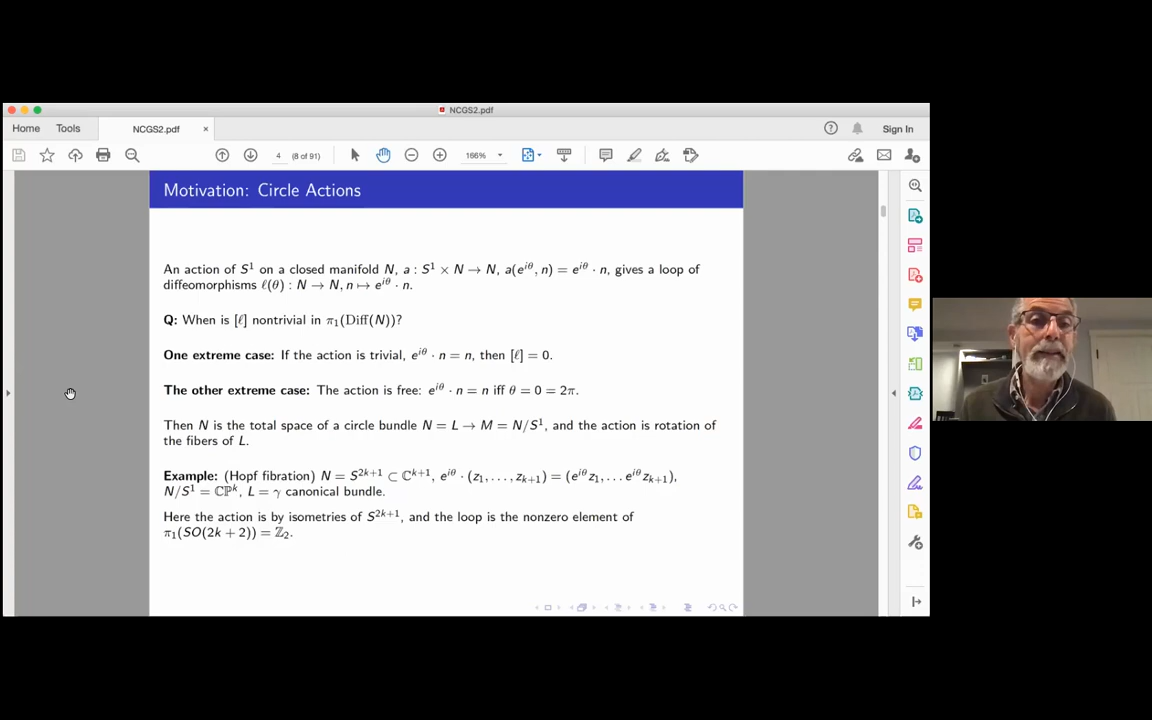 NCGS2.pdf
Home Tools NCGS2.pdf × Sign In
4 (8 of 91) 166%
Motivation: Circle Actions
An action of S¹ on a closed manifold N, a : S¹ × N → N, a(e^{iθ}, n) = e^{iθ} · n, gives a loop of
diffeomorphisms ℓ(θ) : N → N, n ↦ e^{iθ} · n.
Q: When is [ℓ] nontrivial in π₁(Diff(N))?
One extreme case: If the action is trivial, e^{iθ} · n = n, then [ℓ] = 0.
The other extreme case: The action is free: e^{iθ} · n = n iff θ = 0 = 2π.
Then N is the total space of a circle bundle N = L → M = N/S¹, and the action is rotation of
the fibers of L.
Example: (Hopf fibration) N = S^{2k+1} ⊂ ℂ^{k+1}, e^{iθ} · (z₁, . . . , z_{k+1}) = (e^{iθ}z₁, . . . e^{iθ}z_{k+1}),
N/S¹ = ℂℙ^k, L = γ canonical bundle.
Here the action is by isometries of S^{2k+1}, and the loop is the nonzero element of
π₁(SO(2k + 2)) = ℤ₂.